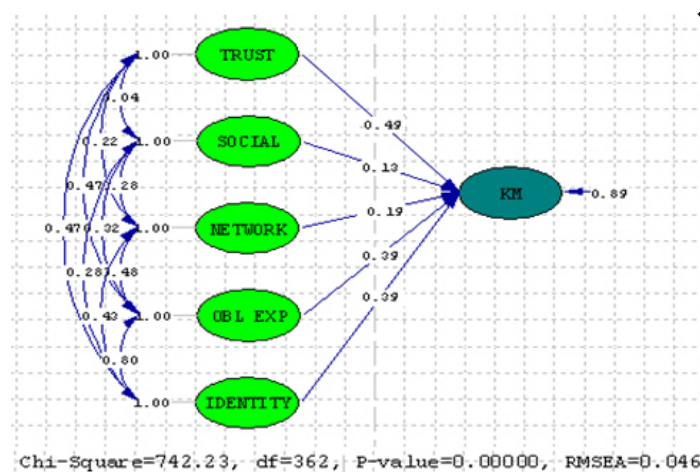 1.00 TRUST
0.04
0.49
0.22 1.00 SOCIAL
0.13
0.47 0.28
KM 0.89
0.19
0.47 0.32 1.00 NETWORK
0.39
0.28 0.48
0.39
0.43 1.00 OBL EXP
0.80
1.00 IDENTITY
Chi-Square=742.23, df=362, P-value=0.00000, RMSEA=0.046